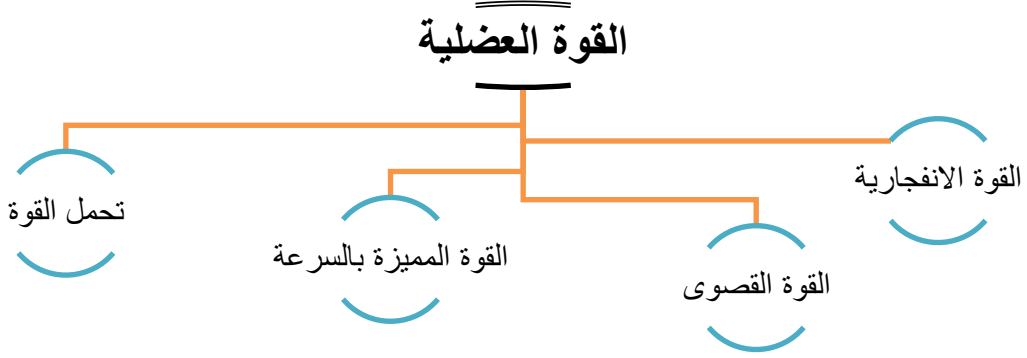 القوة العضلية
القوة الانفجارية
القوة القصوى
القوة المميزة بالسرعة
تحمل القوة